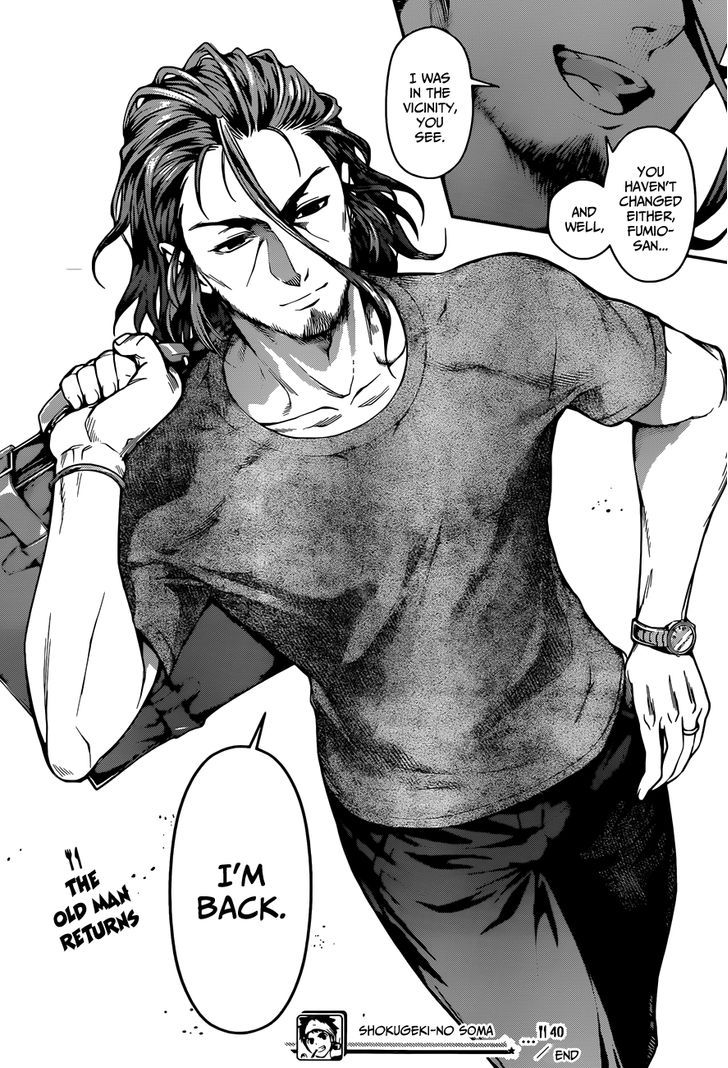 I WAS
IN THE
VICINITY,
YOU
SEE.
AND
WELL,
YOU
HAVEN'T
CHANGED
EITHER,
FUMIO-
SAN...
I'M
BACK.
THE
OLD MAN
RETURNS
SHOKUGEKI-NO SOMA
...40
/ END